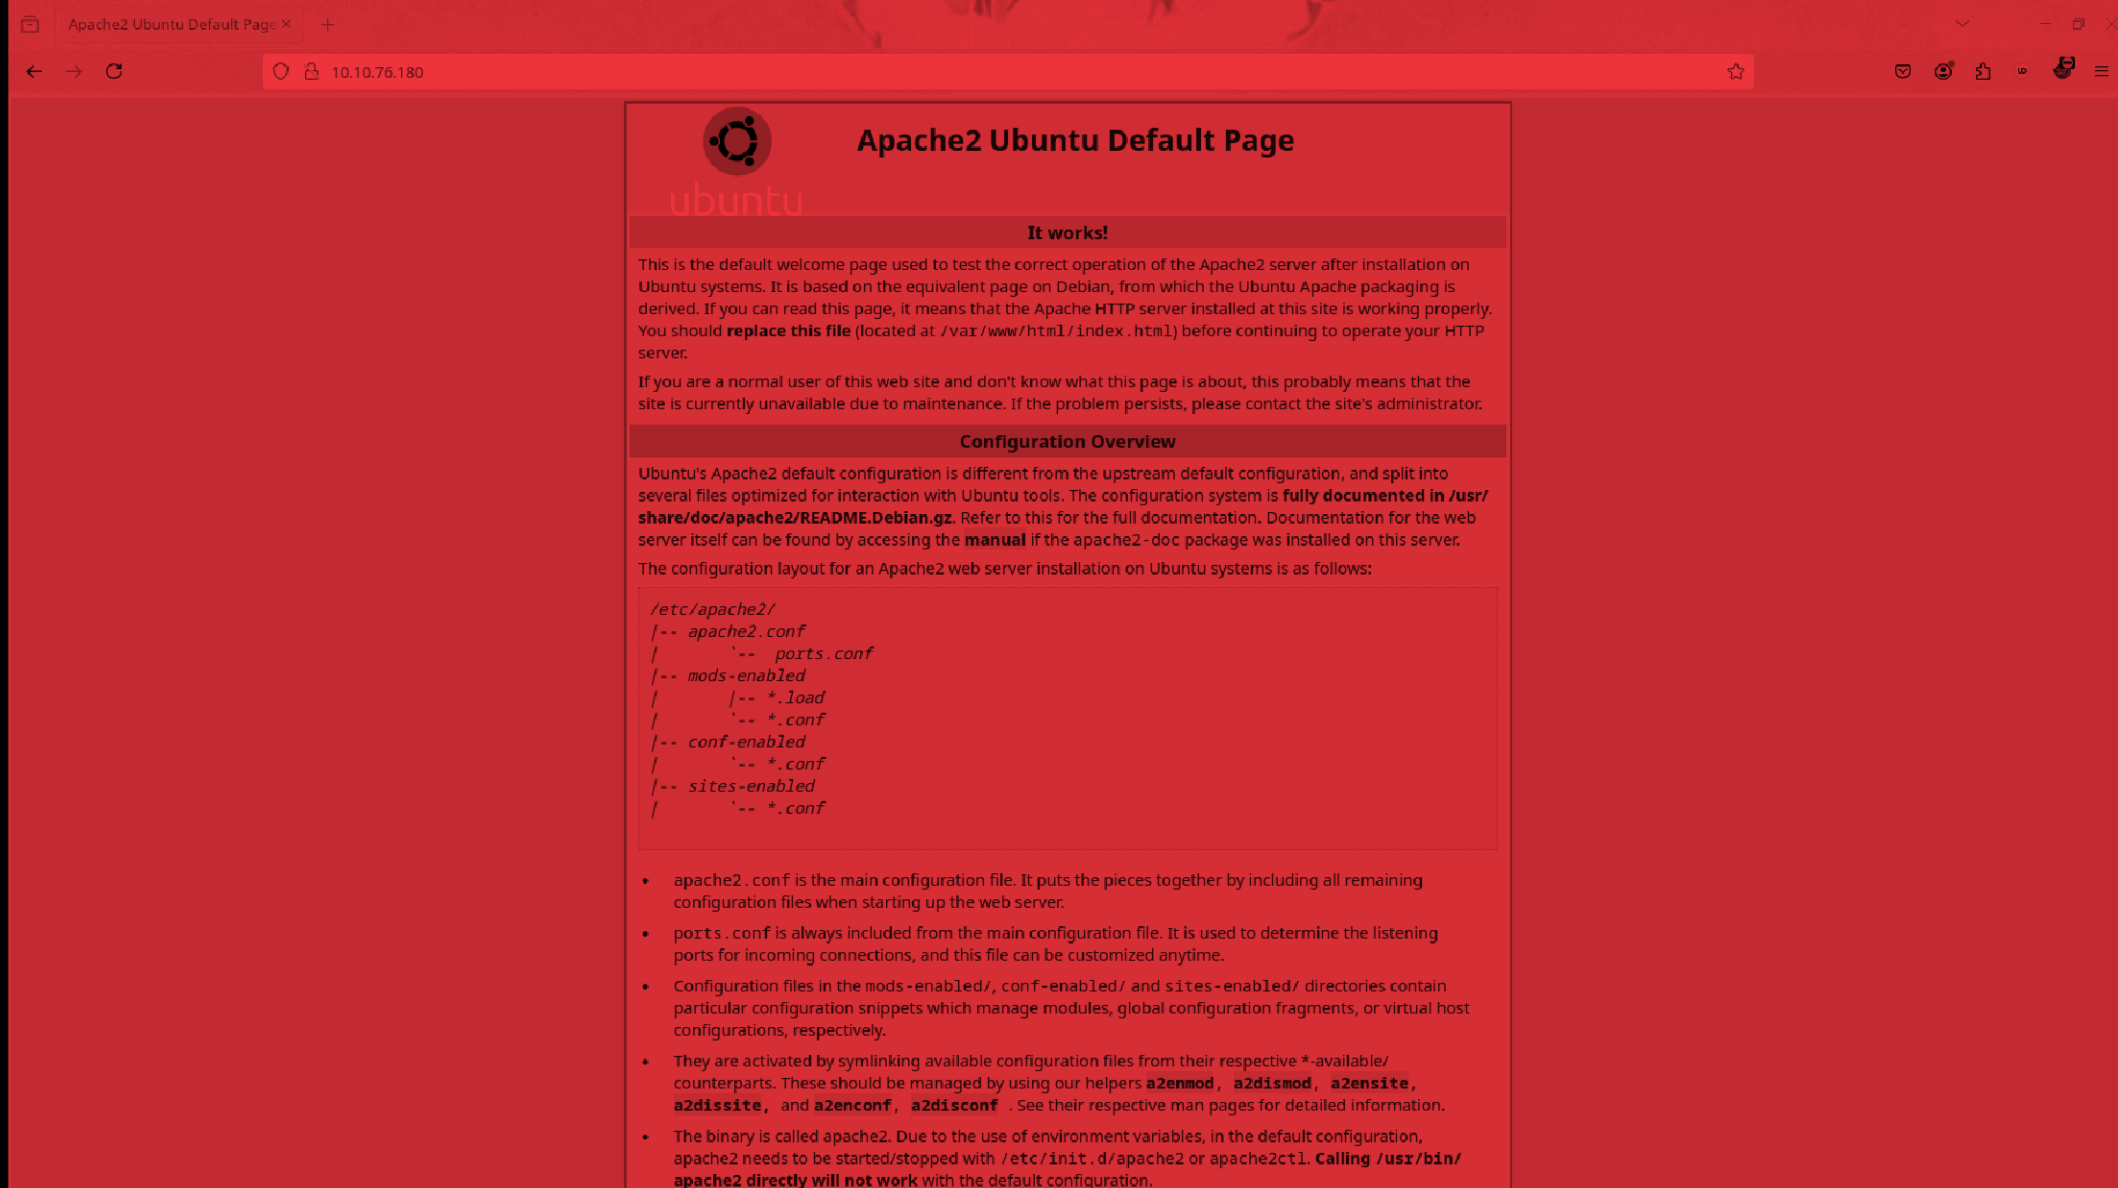 Apache2 Ubuntu Default Page
10.10.76.180
ubuntu
Apache2 Ubuntu Default Page
It works!
This is the default welcome page used to test the correct operation of the Apache2 server after installation on
Ubuntu systems. It is based on the equivalent page on Debian, from which the Ubuntu Apache packaging is
derived. If you can read this page, it means that the Apache HTTP server installed at this site is working properly.
You should replace this file (located at /var/www/html/index.html) before continuing to operate your HTTP
server.
If you are a normal user of this web site and don't know what this page is about, this probably means that the
site is currently unavailable due to maintenance. If the problem persists, please contact the site's administrator.
Configuration Overview
Ubuntu's Apache2 default configuration is different from the upstream default configuration, and split into
several files optimized for interaction with Ubuntu tools. The configuration system is fully documented in /usr/
share/doc/apache2/README.Debian.gz. Refer to this for the full documentation. Documentation for the web
server itself can be found by accessing the manual if the apache2-doc package was installed on this server.
The configuration layout for an Apache2 web server installation on Ubuntu systems is as follows:
/etc/apache2/
|-- apache2.conf
|       `--  ports.conf
|-- mods-enabled
|       |-- *.load
|       `-- *.conf
|-- conf-enabled
|       `-- *.conf
|-- sites-enabled
|       `-- *.conf
• apache2.conf is the main configuration file. It puts the pieces together by including all remaining
configuration files when starting up the web server.
• ports.conf is always included from the main configuration file. It is used to determine the listening
ports for incoming connections, and this file can be customized anytime.
• Configuration files in the mods-enabled/, conf-enabled/ and sites-enabled/ directories contain
particular configuration snippets which manage modules, global configuration fragments, or virtual host
configurations, respectively.
• They are activated by symlinking available configuration files from their respective *-available/
counterparts. These should be managed by using our helpers a2enmod, a2dismod, a2ensite,
a2dissite, and a2enconf, a2disconf . See their respective man pages for detailed information.
• The binary is called apache2. Due to the use of environment variables, in the default configuration,
apache2 needs to be started/stopped with /etc/init.d/apache2 or apache2ctl. Calling /usr/bin/
apache2 directly will not work with the default configuration.